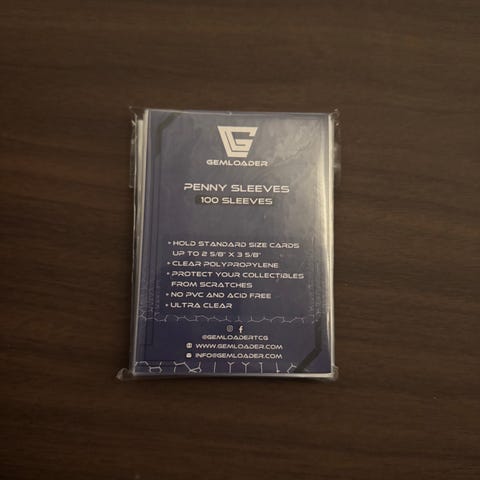 GEMLOADER
PENNY SLEEVES
100 SLEEVES
▸ HOLD STANDARD SIZE CARDS
UP TO 2 5/8" X 3 5/8"
▸ CLEAR POLYPROPYLENE
▸ PROTECT YOUR COLLECTIBLES
FROM SCRATCHES
▸ NO PVC AND ACID FREE
▸ ULTRA CLEAR
@GEMLOADERTCG
WWW.GEMLOADER.COM
INFO@GEMLOADER.COM